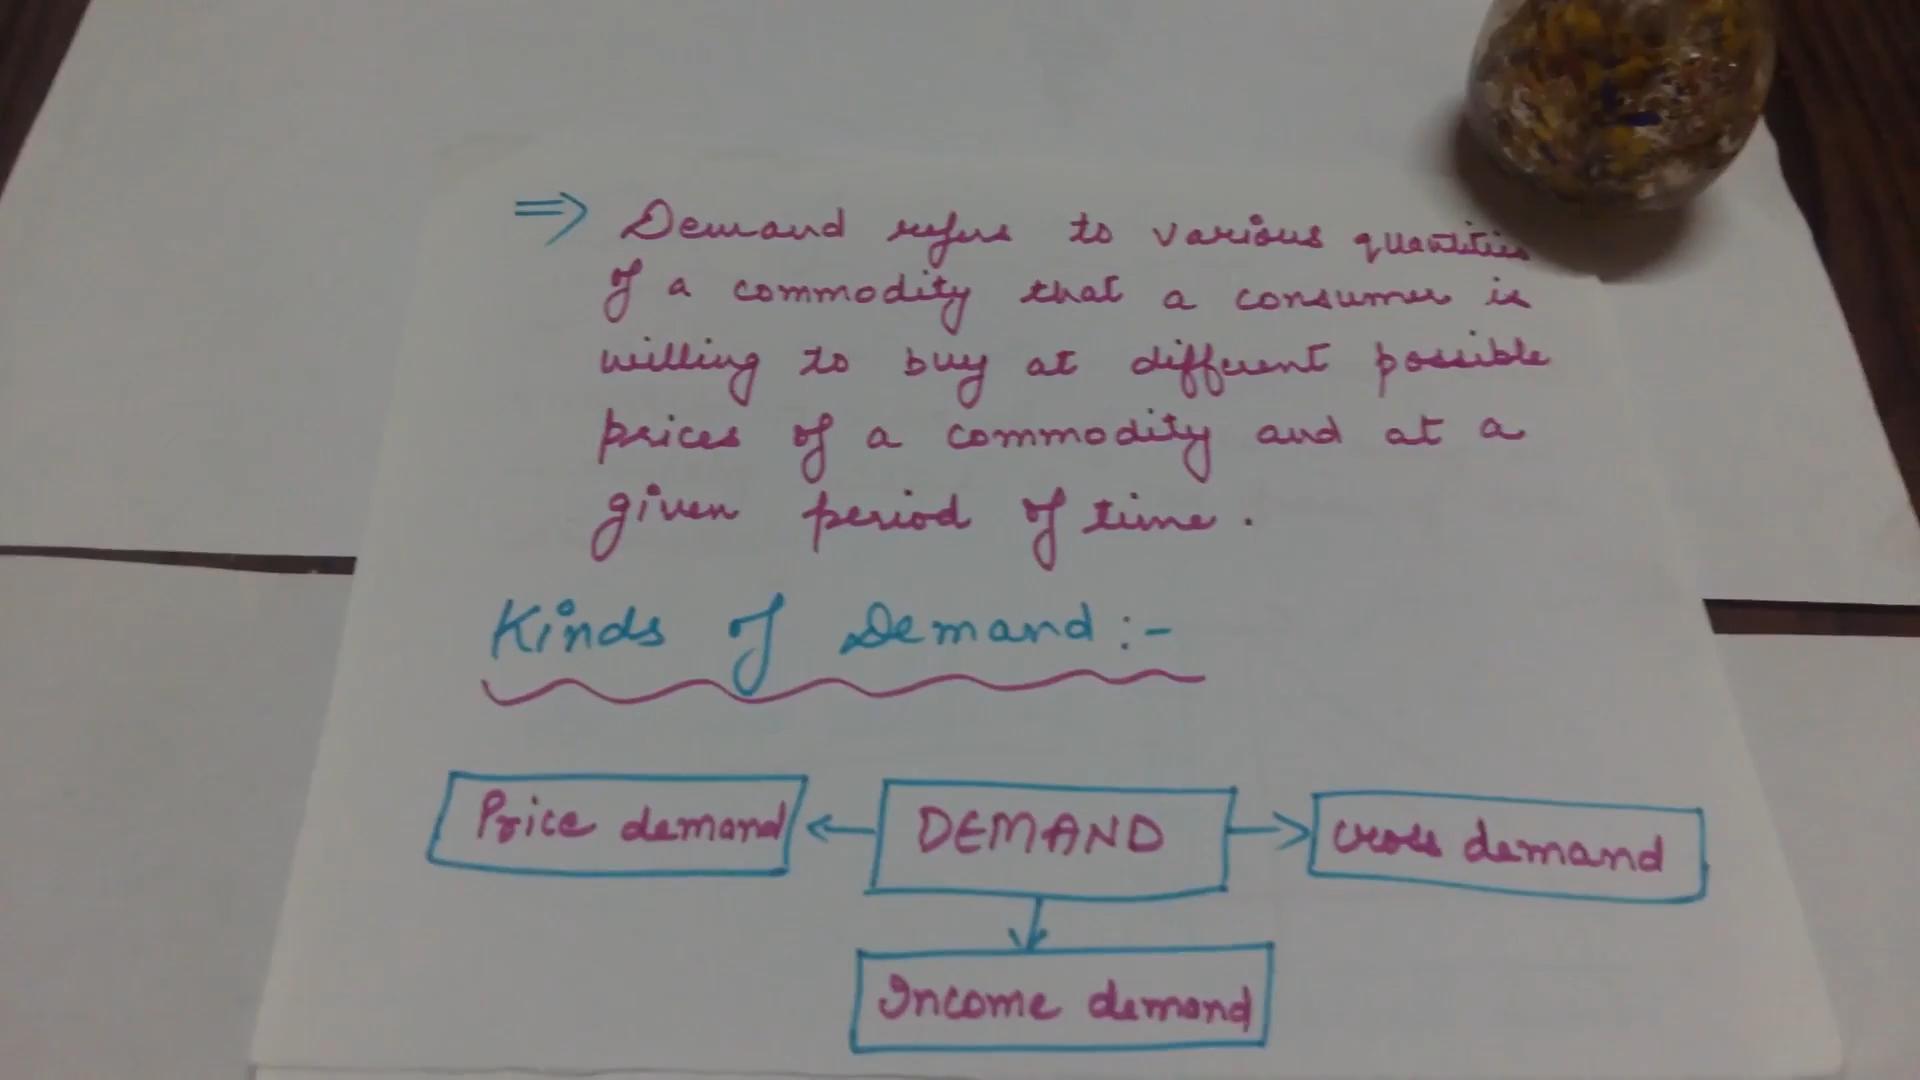 ⇒ Demand refers to various quantities
of a commodity that a consumer is
willing to buy at different possible
prices of a commodity and at a
given period of time.
Kinds of Demand :-
Price demand ← DEMAND → cross demand
Income demand